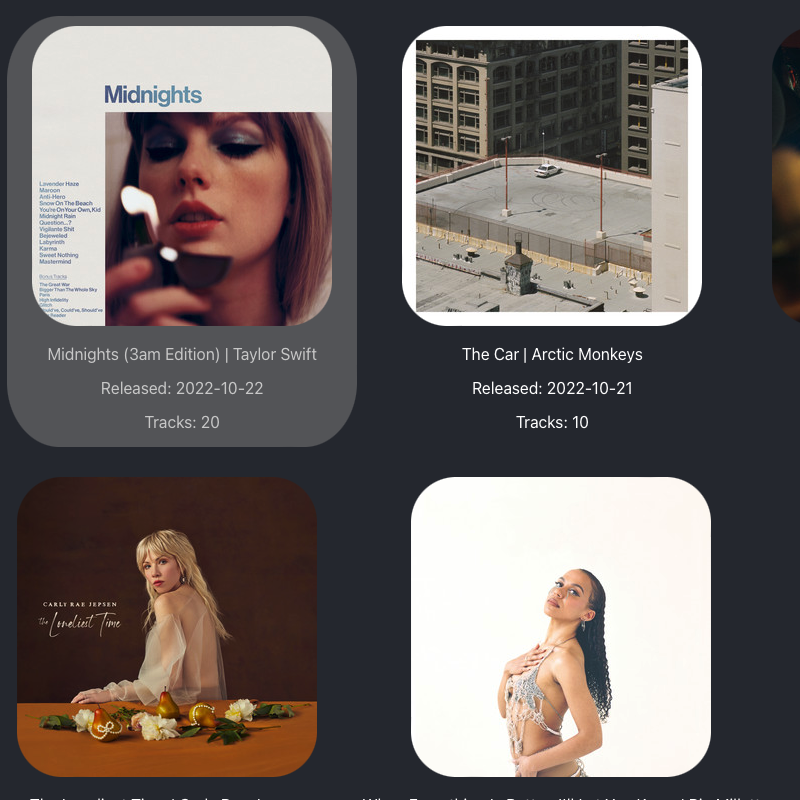 Midnights
Lavender Haze
Maroon
Anti-Hero
Snow On The Beach
You're On Your Own, Kid
Midnight Rain
Question...?
Vigilante Shit
Bejeweled
Labyrinth
Karma
Sweet Nothing
Mastermind
Bonus Tracks
The Great War
Bigger Than The Whole Sky
Paris
High Infidelity
Glitch
Would've, Could've, Should've
Reader
Midnights (3am Edition) | Taylor Swift
Released: 2022-10-22
Tracks: 20
The Car | Arctic Monkeys
Released: 2022-10-21
Tracks: 10
CARLY RAE JEPSEN
the Loneliest Time